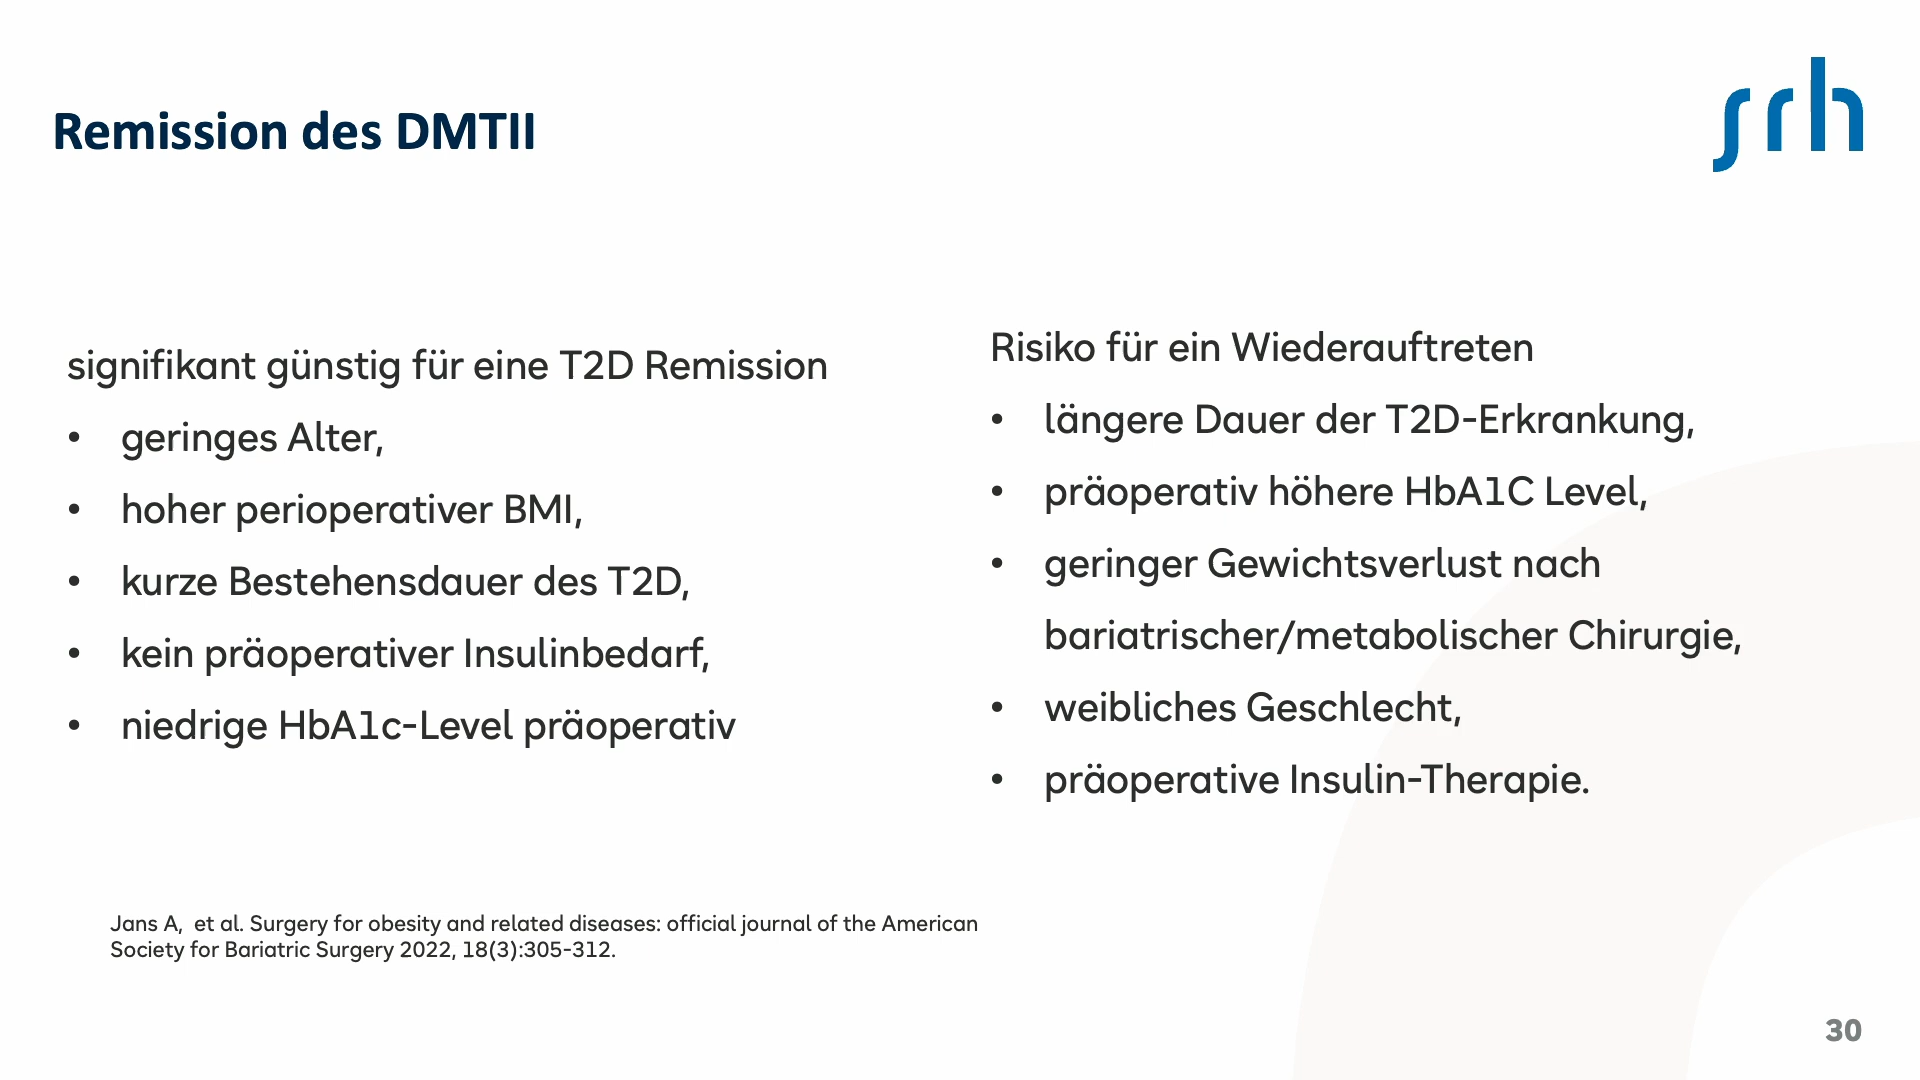 Remission des DMTII
srh
signifikant günstig für eine T2D Remission
• geringes Alter,
• hoher perioperativer BMI,
• kurze Bestehensdauer des T2D,
• kein präoperativer Insulinbedarf,
• niedrige HbA1c-Level präoperativ
Risiko für ein Wiederauftreten
• längere Dauer der T2D-Erkrankung,
• präoperativ höhere HbA1C Level,
• geringer Gewichtsverlust nach
bariatrischer/metabolischer Chirurgie,
• weibliches Geschlecht,
• präoperative Insulin-Therapie.
Jans A,  et al. Surgery for obesity and related diseases: official journal of the American
Society for Bariatric Surgery 2022, 18(3):305-312.
30